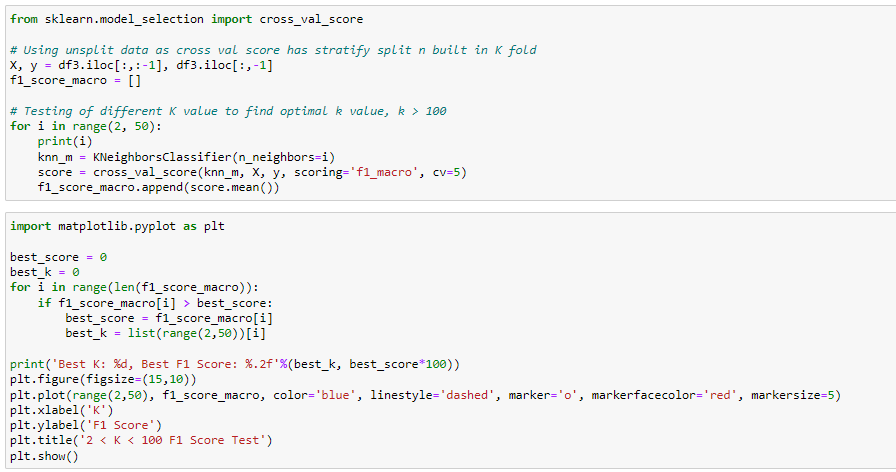 from sklearn.model_selection import cross_val_score
# Using unsplit data as cross val score has stratify split n built in K fold
X, y = df3.iloc[:,:-1], df3.iloc[:,-1]
f1_score_macro = []
# Testing of different K value to find optimal k value, k > 100
for i in range(2, 50):
    print(i)
    knn_m = KNeighborsClassifier(n_neighbors=i)
    score = cross_val_score(knn_m, X, y, scoring='f1_macro', cv=5)
    f1_score_macro.append(score.mean())
import matplotlib.pyplot as plt
best_score = 0
best_k = 0
for i in range(len(f1_score_macro)):
    if f1_score_macro[i] > best_score:
        best_score = f1_score_macro[i]
        best_k = list(range(2,50))[i]
print('Best K: %d, Best F1 Score: %.2f'%(best_k, best_score*100))
plt.figure(figsize=(15,10))
plt.plot(range(2,50), f1_score_macro, color='blue', linestyle='dashed', marker='o', markerfacecolor='red', markersize=5)
plt.xlabel('K')
plt.ylabel('F1 Score')
plt.title('2 < K < 100 F1 Score Test')
plt.show()